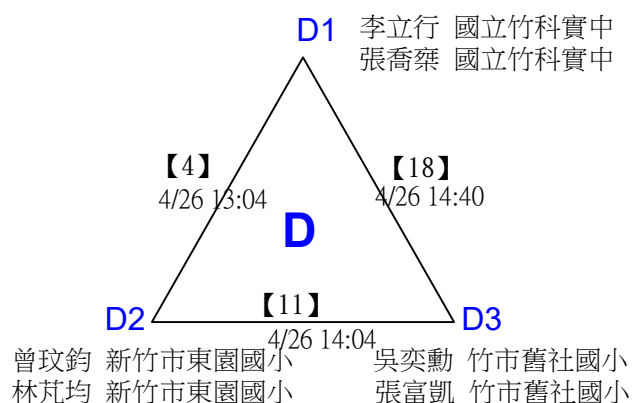 D1 李立行 國立竹科實中
張喬棻 國立竹科實中
【4】
4/26 13:04
【18】
4/26 14:40
D
【11】
D2
D3
4/26 14:04
曾玟鈞 新竹市東園國小
吳奕勳 竹市舊社國小
林芃均 新竹市東園國小
張富凱 竹市舊社國小